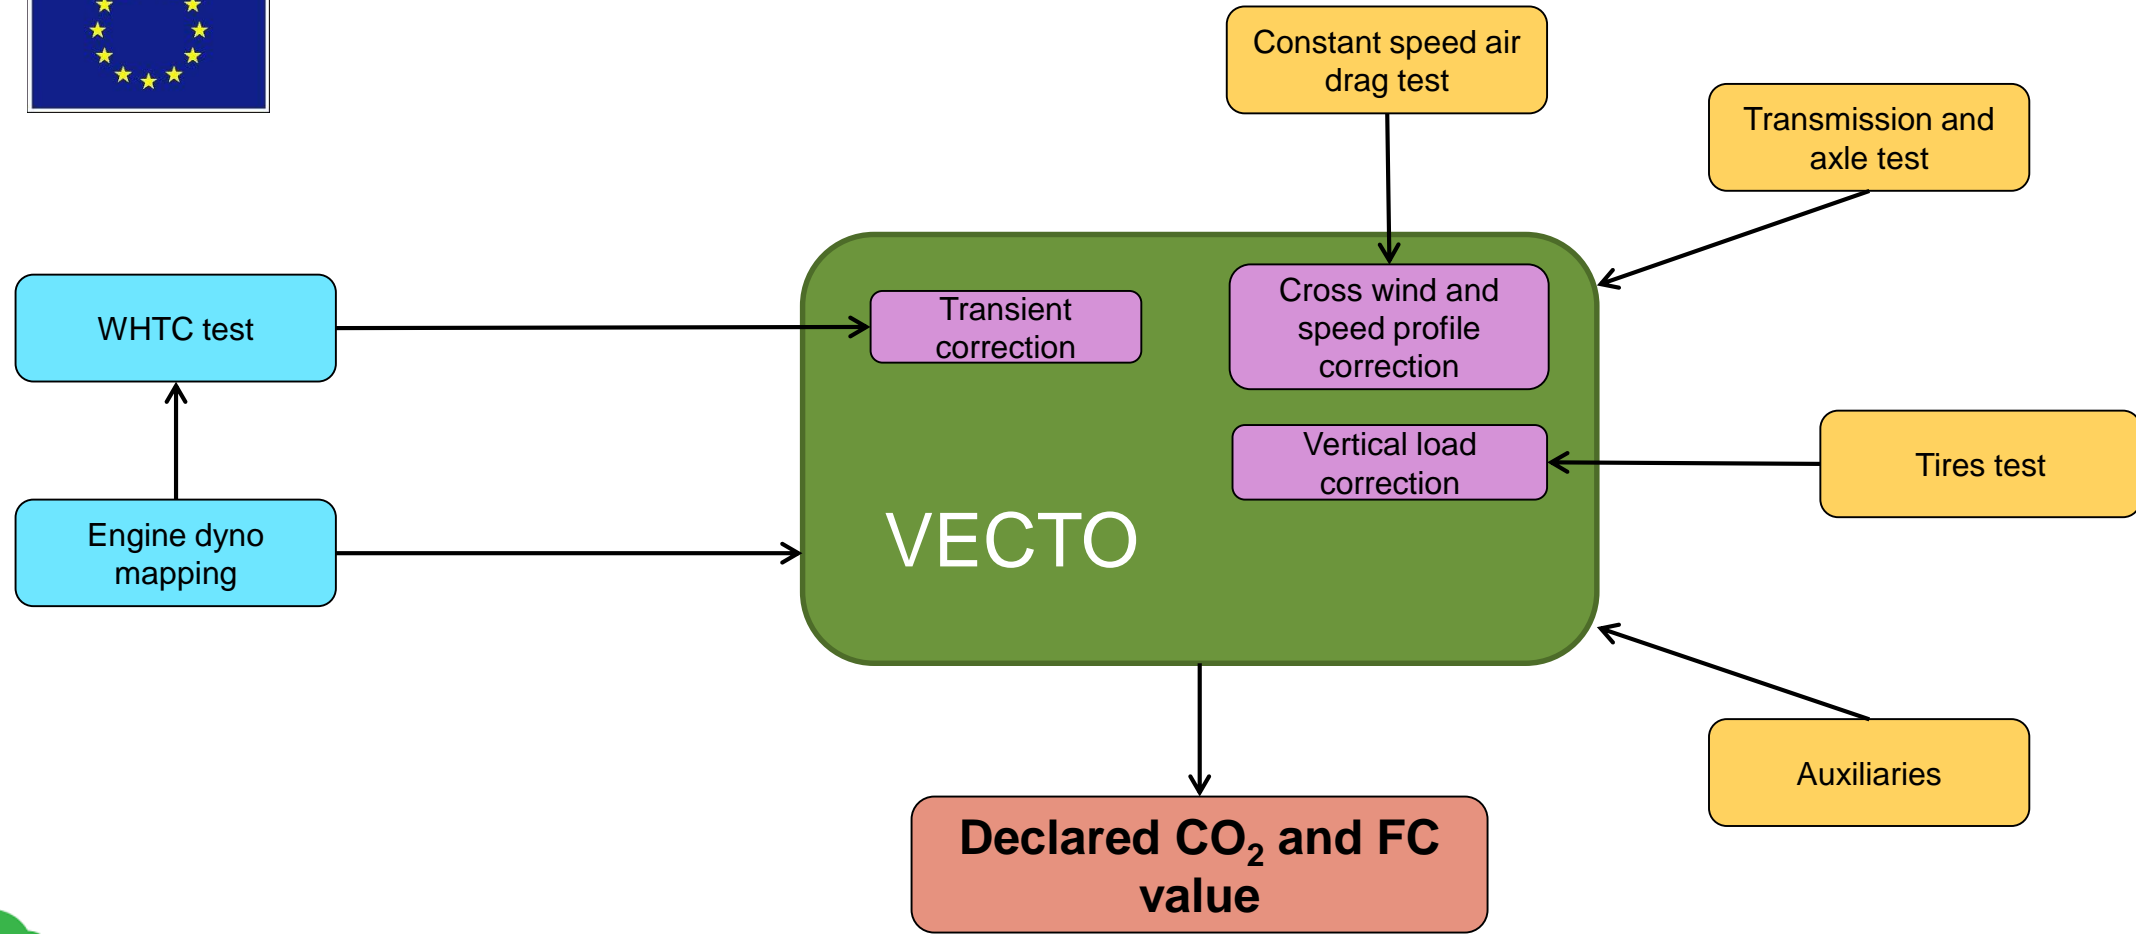 Constant speed air
drag test
Transmission and
axle test
WHTC test
Transient
correction
Cross wind and
speed profile
correction
Vertical load
correction
Tires test
Engine dyno
mapping
VECTO
Auxiliaries
Declared CO₂ and FC
value